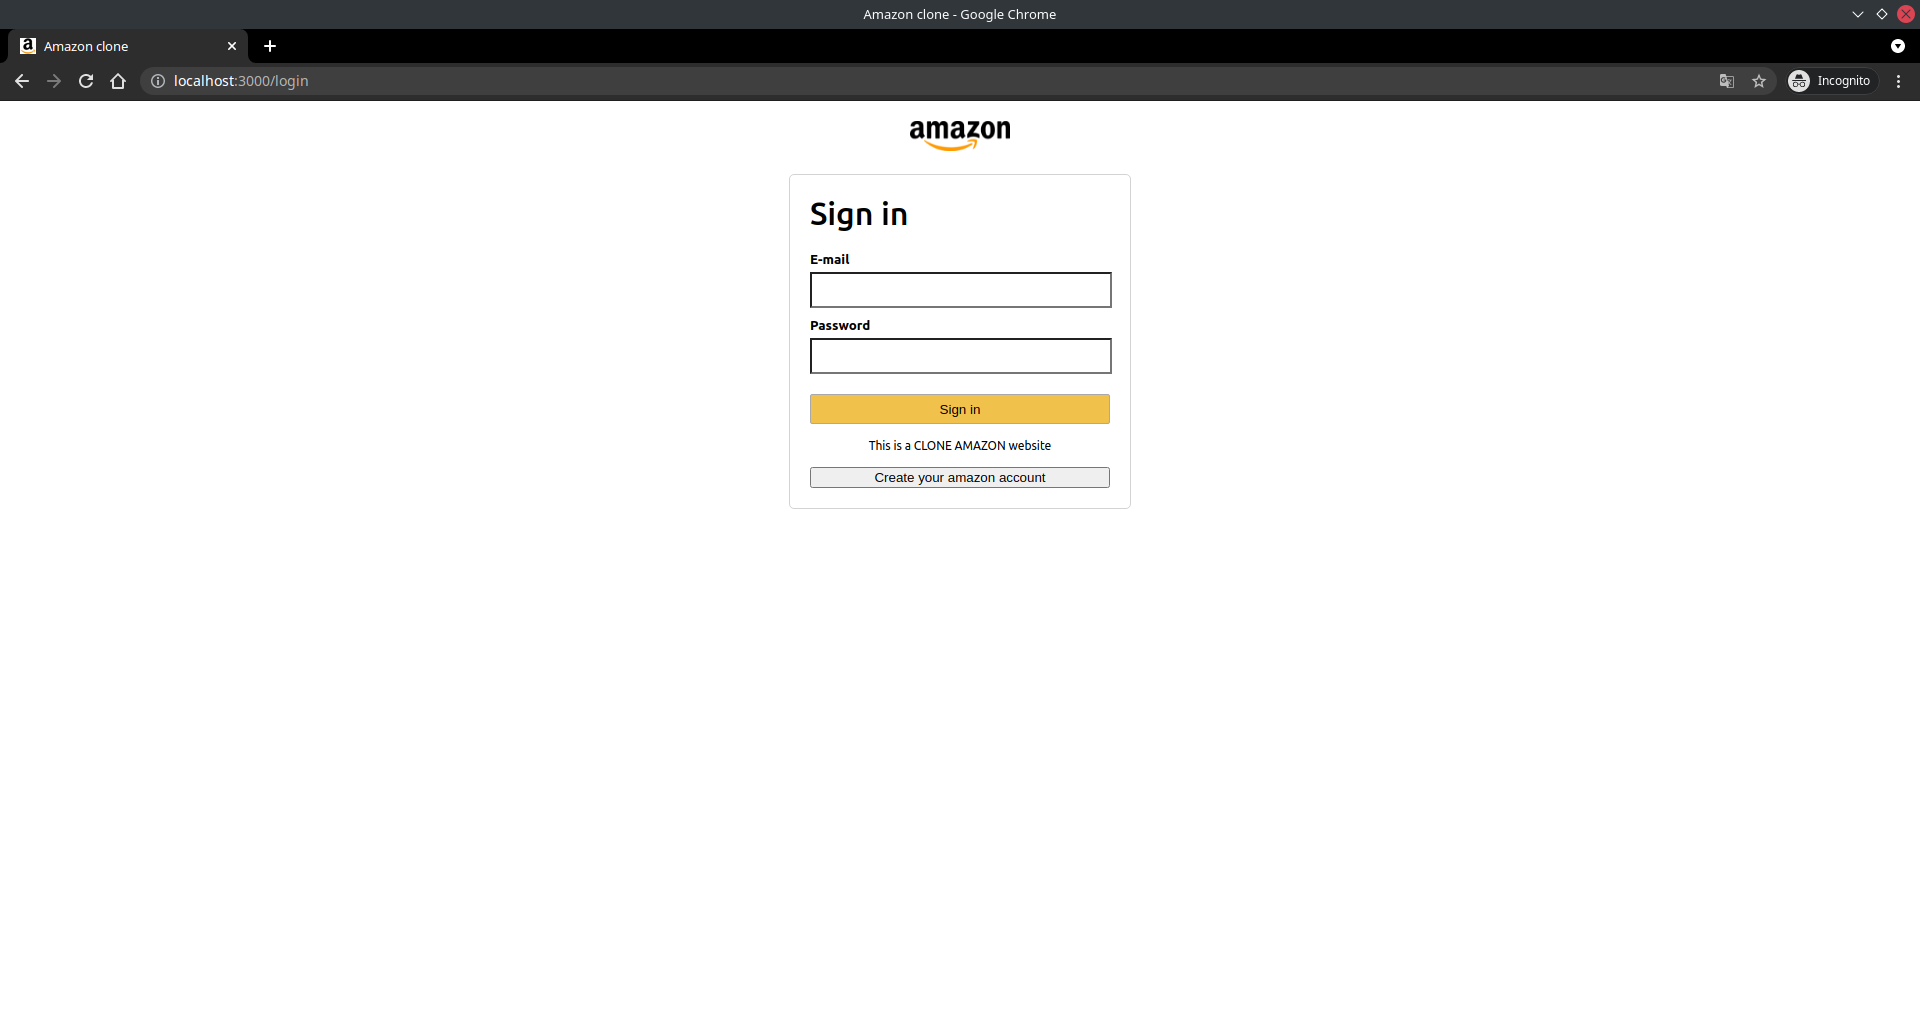 Amazon clone - Google Chrome
Amazon clone
localhost:3000/login
Incognito
amazon
Sign in
E-mail
Password
Sign in
This is a CLONE AMAZON website
Create your amazon account